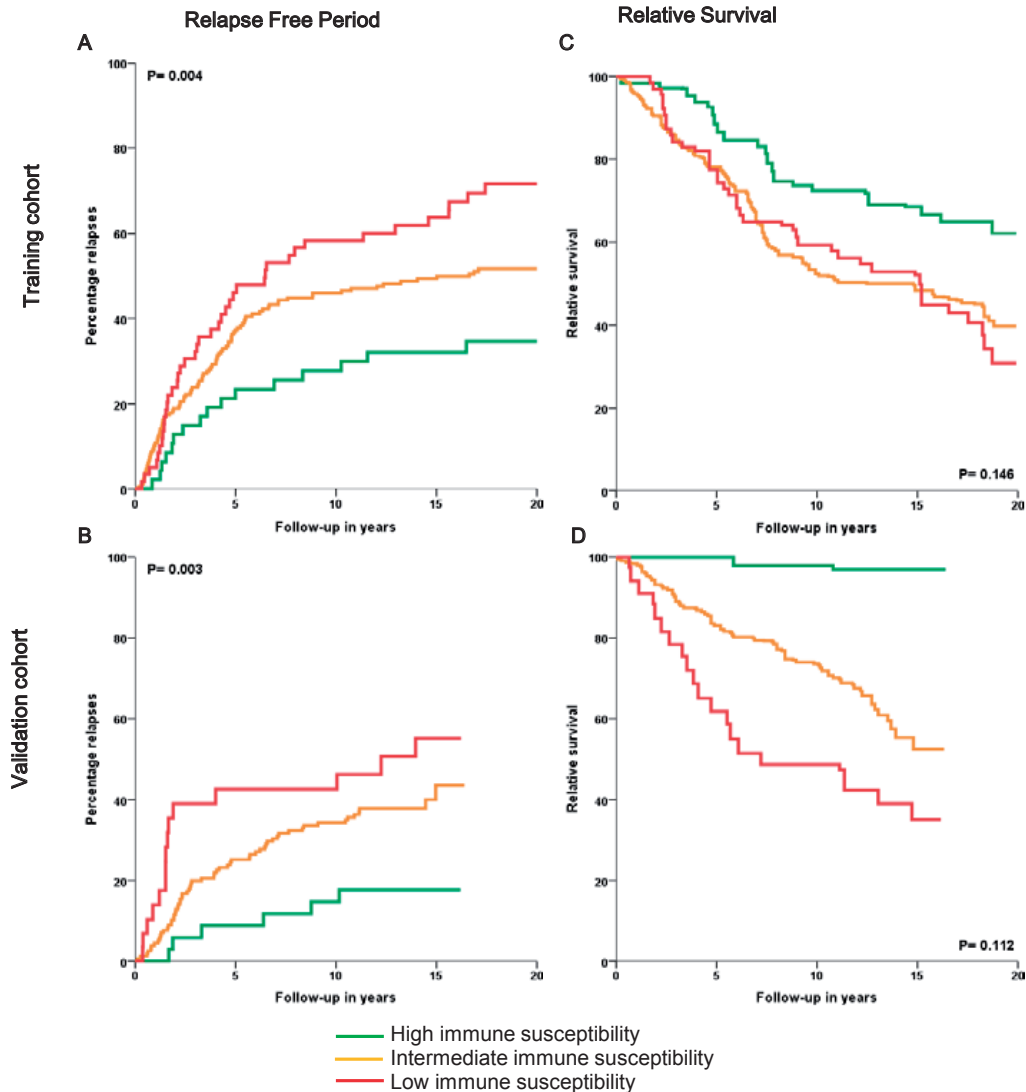 Relapse Free Period
Relative Survival
Training cohort
Validation cohort
A
P= 0.004
Percentage relapses
100
80
60
40
20
0
0 5 10 15 20
Follow-up in years
C
Relative survival
100
80
60
40
20
0
P= 0.146
0 5 10 15 20
Follow-up in years
B
P= 0.003
Percentage relapses
100
80
60
40
20
0
0 5 10 15 20
Follow-up in years
D
Relative survival
100
80
60
40
20
0
P= 0.112
0 5 10 15 20
Follow-up in years
High immune susceptibility
Intermediate immune susceptibility
Low immune susceptibility